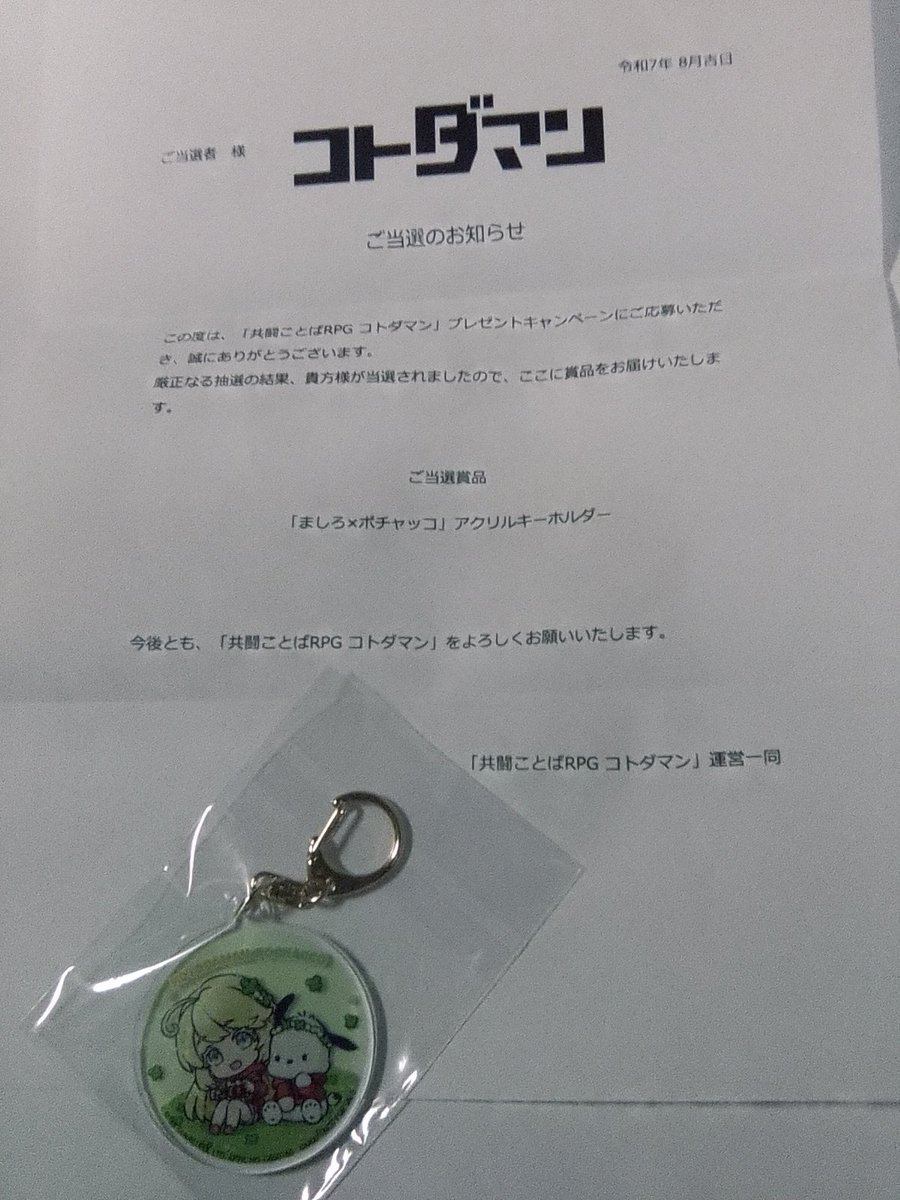 令和7年 8月吉日
ご当選者 様
コトダマン
ご当選のお知らせ
この度は、「共闘ことばRPG コトダマン」プレゼントキャンペーンにご応募いただ
き、誠にありがとうございます。
厳正なる抽選の結果、貴方様が当選されましたので、ここに賞品をお届けいたしま
す。
ご当選賞品
「ましろ×ポチャッコ」アクリルキーホルダー
今後とも、「共闘ことばRPG コトダマン」をよろしくお願いいたします。
「共闘ことばRPG コトダマン」運営一同